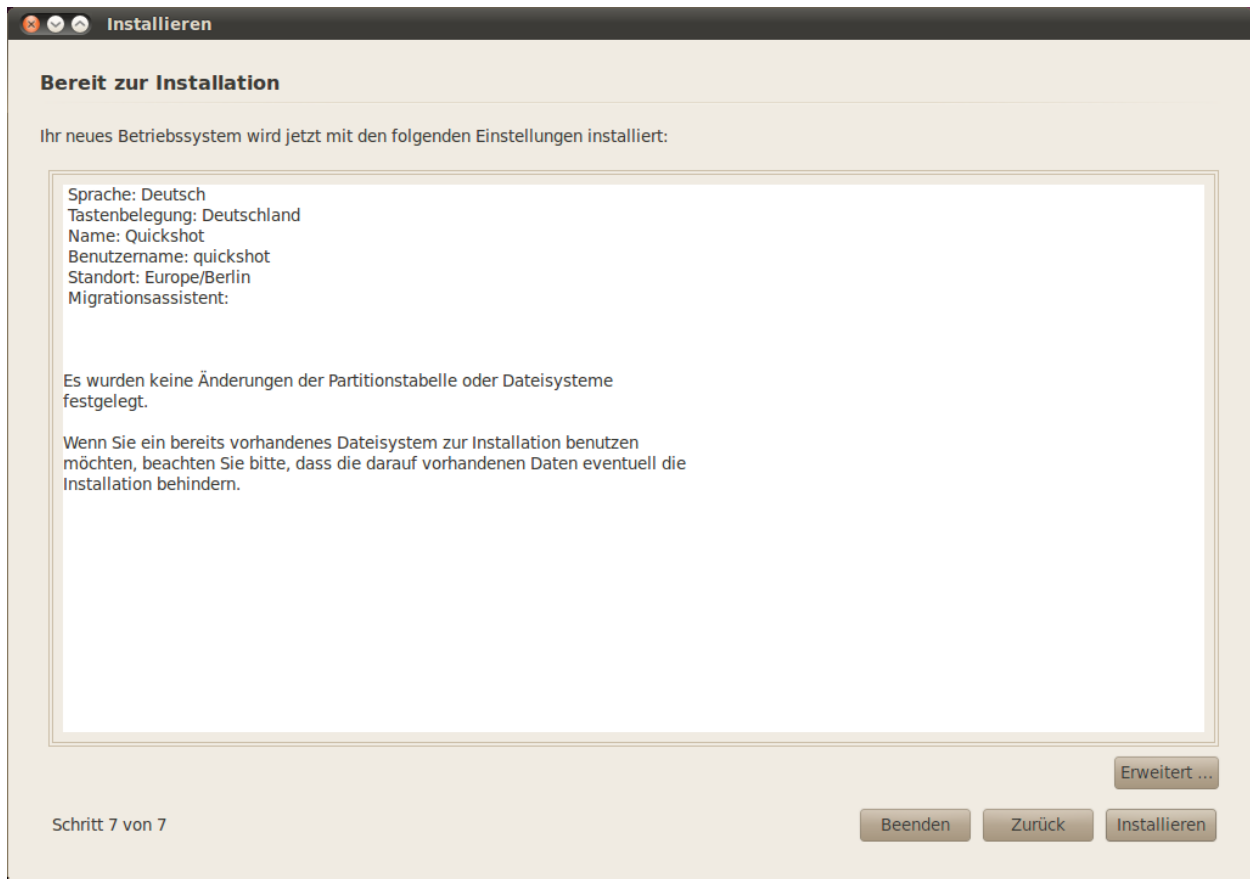 Installieren
Bereit zur Installation
Ihr neues Betriebssystem wird jetzt mit den folgenden Einstellungen installiert:
Sprache: Deutsch
Tastenbelegung: Deutschland
Name: Quickshot
Benutzername: quickshot
Standort: Europe/Berlin
Migrationsassistent:
Es wurden keine Änderungen der Partitionstabelle oder Dateisysteme
festgelegt.
Wenn Sie ein bereits vorhandenes Dateisystem zur Installation benutzen
möchten, beachten Sie bitte, dass die darauf vorhandenen Daten eventuell die
Installation behindern.
Erweitert ...
Schritt 7 von 7
Beenden
Zurück
Installieren